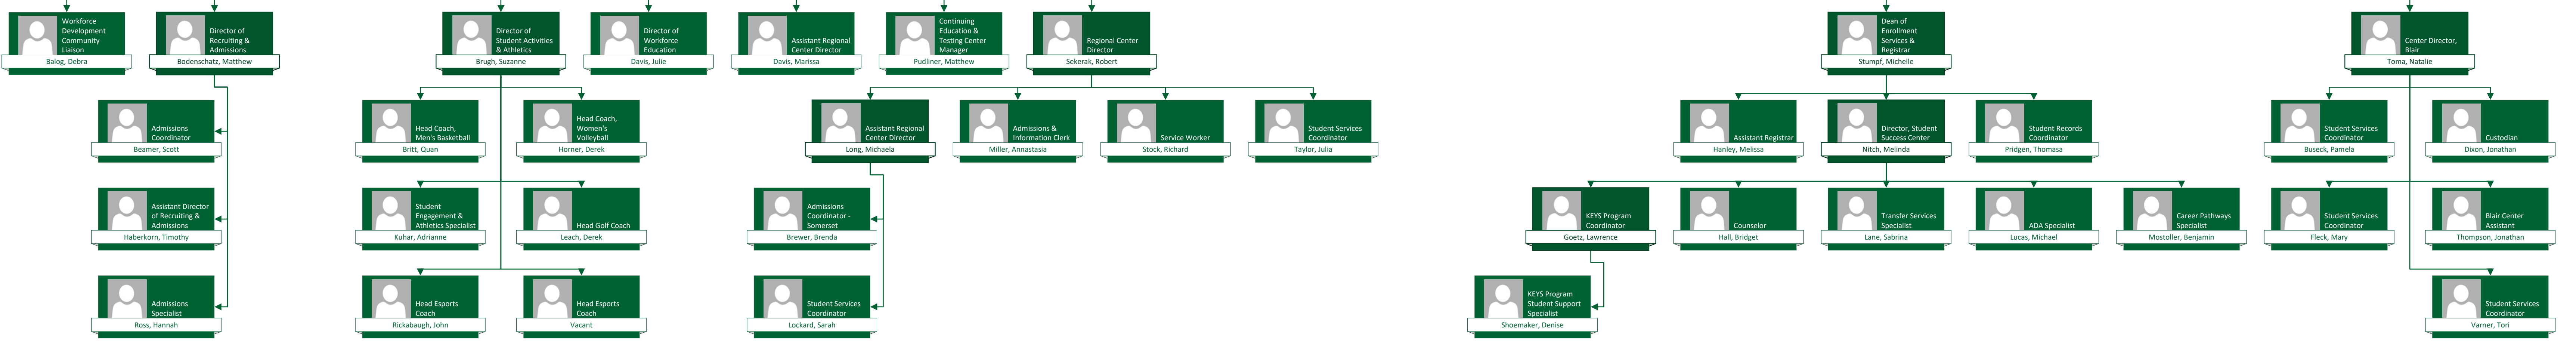 Workforce
Development
Community
Liaison
Balog, Debra
Director of
Recruiting &
Admissions
Bodenschatz, Matthew
Director of
Student Activities
& Athletics
Brugh, Suzanne
Director of
Workforce
Education
Davis, Julie
Assistant Regional
Center Director
Davis, Marissa
Continuing
Education &
Testing Center
Manager
Pudliner, Matthew
Regional Center
Director
Sekerak, Robert
Dean of
Enrollment
Services &
Registrar
Stumpf, Michelle
Center Director,
Blair
Toma, Natalie
Admissions
Coordinator
Beamer, Scott
Head Coach,
Men's Basketball
Britt, Quan
Head Coach,
Women's
Volleyball
Horner, Derek
Assistant Regional
Center Director
Long, Michaela
Admissions &
Information Clerk
Miller, Annastasia
Service Worker
Stock, Richard
Student Services
Coordinator
Taylor, Julia
Assistant Registrar
Hanley, Melissa
Director, Student
Success Center
Nitch, Melinda
Student Records
Coordinator
Pridgen, Thomasa
Student Services
Coordinator
Buseck, Pamela
Custodian
Dixon, Jonathan
Assistant Director
of Recruiting &
Admissions
Haberkorn, Timothy
Student
Engagement &
Athletics Specialist
Kuhar, Adrianne
Head Golf Coach
Leach, Derek
Admissions
Coordinator -
Somerset
Brewer, Brenda
KEYS Program
Coordinator
Goetz, Lawrence
Counselor
Hall, Bridget
Transfer Services
Specialist
Lane, Sabrina
ADA Specialist
Lucas, Michael
Career Pathways
Specialist
Mostoller, Benjamin
Student Services
Coordinator
Fleck, Mary
Blair Center
Assistant
Thompson, Jonathan
Admissions
Specialist
Ross, Hannah
Head Esports
Coach
Rickabaugh, John
Head Esports
Coach
Vacant
Student Services
Coordinator
Lockard, Sarah
KEYS Program
Student Support
Specialist
Shoemaker, Denise
Student Services
Coordinator
Varner, Tori